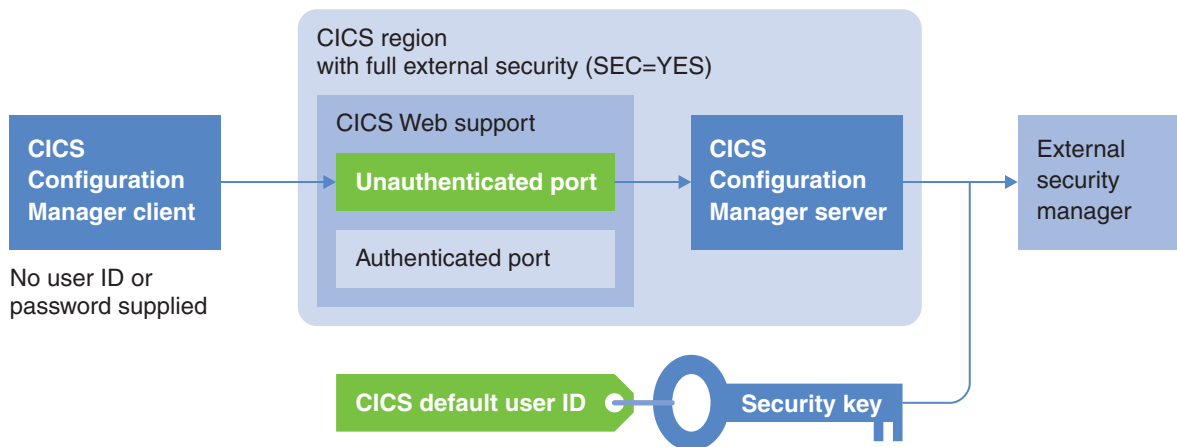 CICS region
with full external security (SEC=YES)
CICS Web support
CICS
Configuration
Manager client
Unauthenticated port
CICS
Configuration
Manager server
External
security
manager
Authenticated port
No user ID or
password supplied
CICS default user ID
Security key